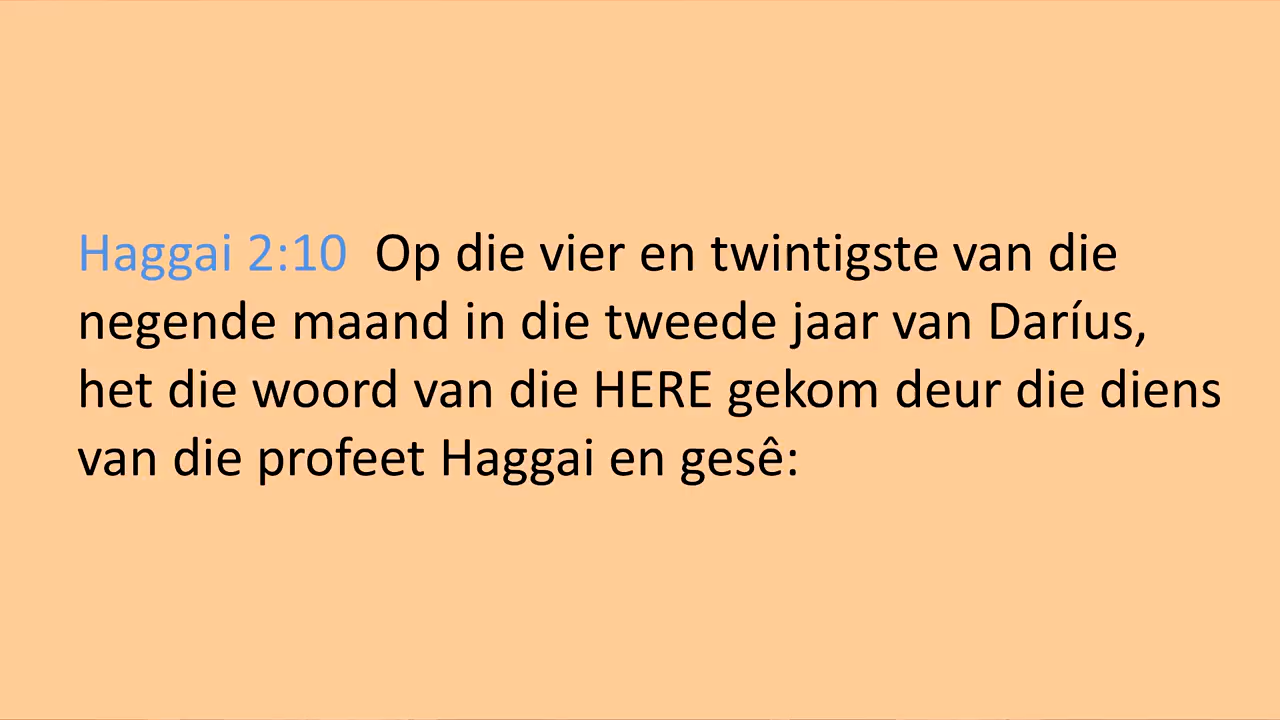 Haggai 2:10 Op die vier en twintigste van die
negende maand in die tweede jaar van Daríus,
het die woord van die HERE gekom deur die diens
van die profeet Haggai en gesê: